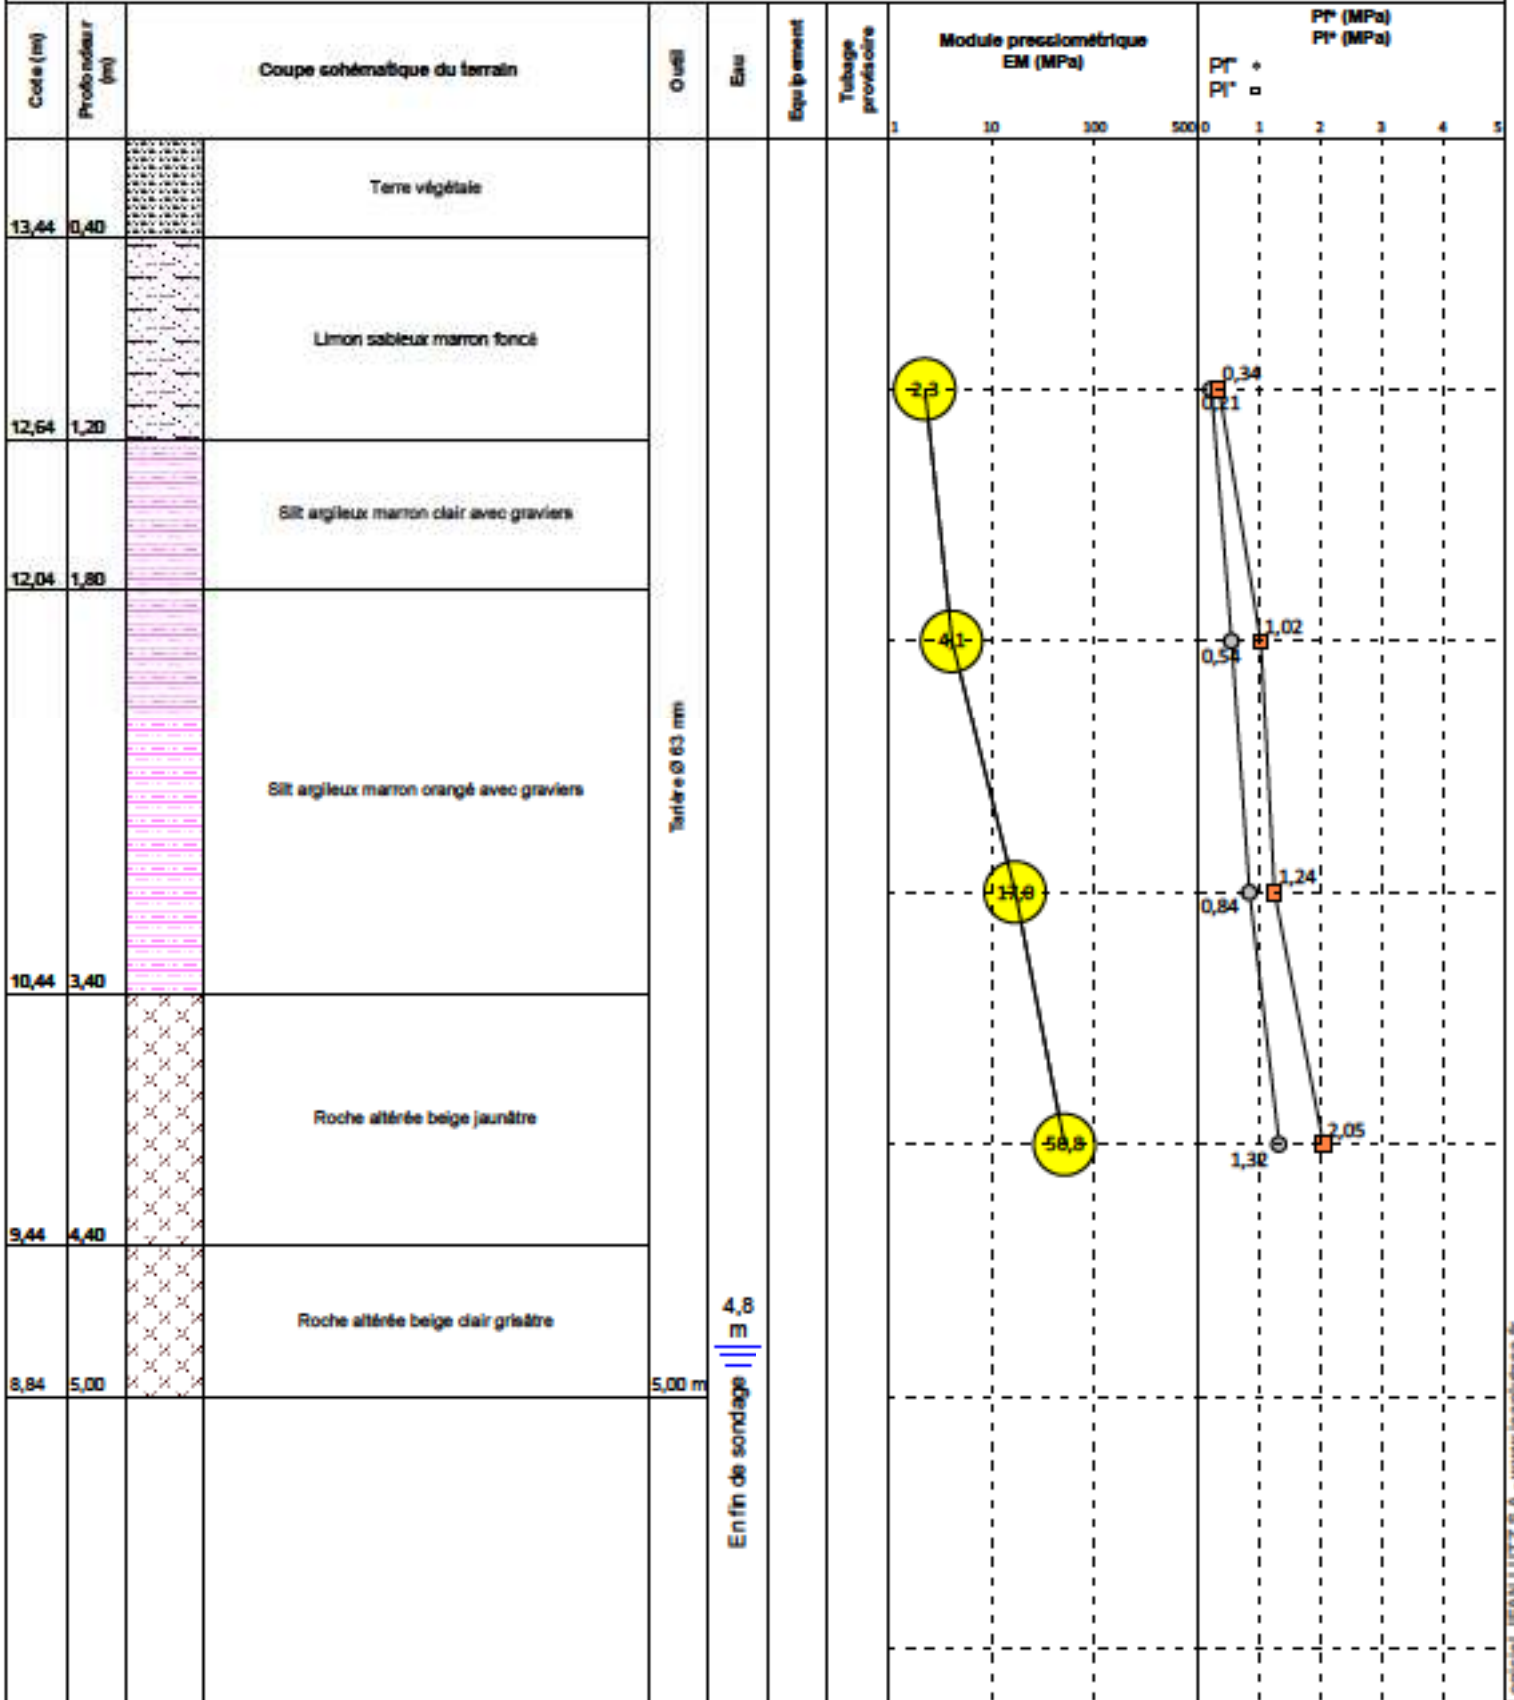 Cote (m)
Profondeur
(m)
Coupe schématique du terrain
Outil
Eau
Equipement
Tubage
provisoire
Module pressiométrique
EM (MPa)
Pf* (MPa)
Pl* (MPa)
Pf*
Pl*
1 10 100 500
0 1 2 3 4 5
Terre végétale
13,44 0,40
Limon sableux marron foncé
2,3
0,34
0,21
12,64 1,20
Silt argileux marron clair avec graviers
12,04 1,80
4,1
1,02
0,54
Silt argileux marron orangé avec graviers
Tarière Ø 63 mm
1,24
0,84
10,44 3,40
Roche altérée beige jaunâtre
58,8
2,05
1,32
9,44 4,40
Roche altérée beige clair grisâtre
4,8
m
8,84 5,00
5,00 m
En fin de sondage